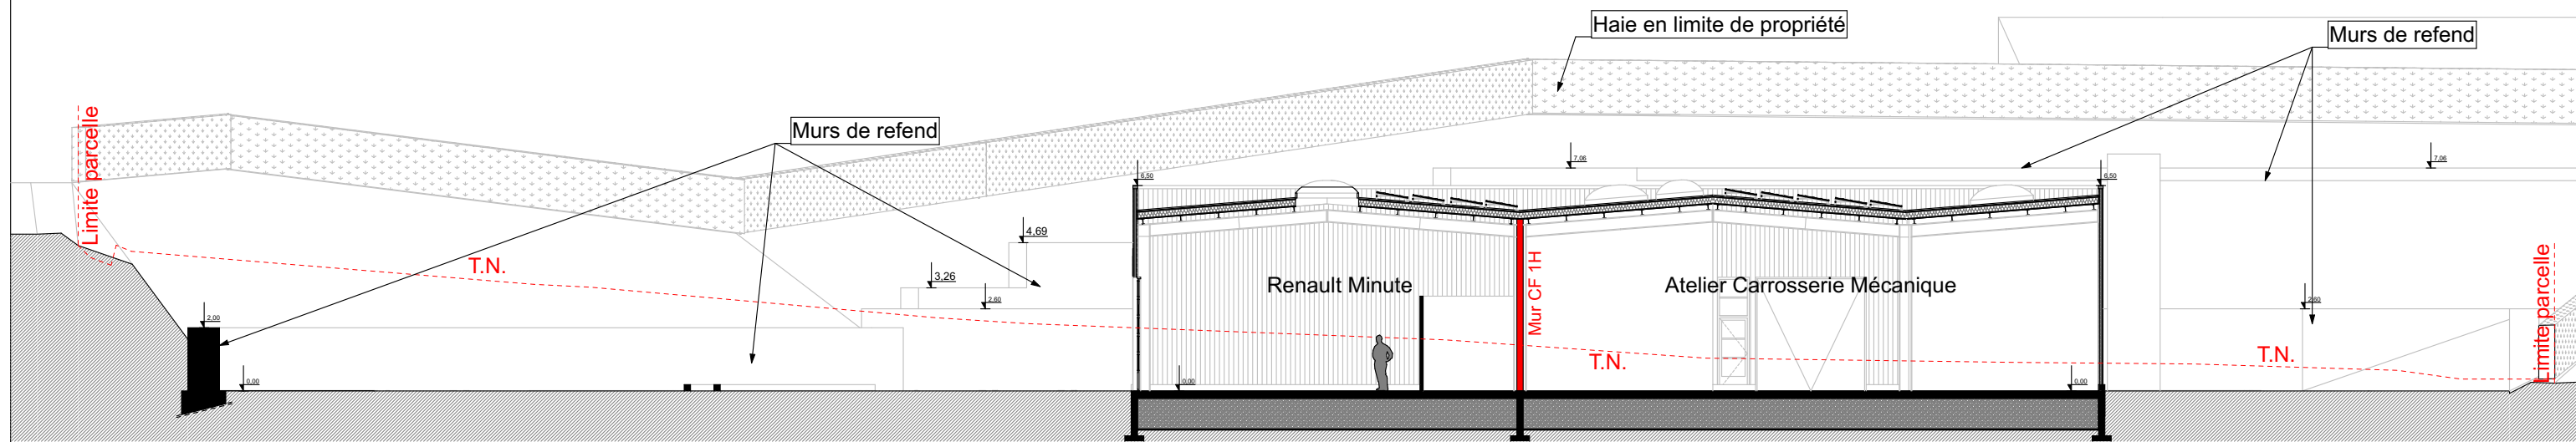 Haie en limite de propriété
Murs de refend
Limite parcelle
Murs de refend
7,06
7,06
6,50
6,50
4,69
T.N.
3,26
2,60
Renault Minute
Mur CF 1H
Atelier Carrosserie Mécanique
2,60
Limite parcelle
2,00
T.N.
T.N.
0,00
0,00
0,00